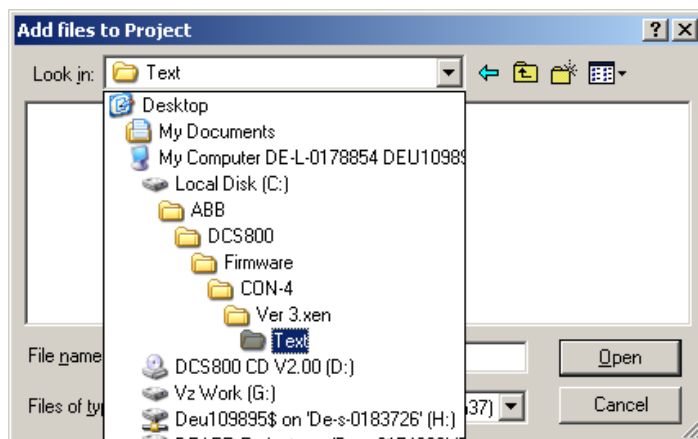 Add files to Project
Look in: Text
Desktop
My Documents
My Computer DE-L-0178854 DEU109895
Local Disk (C:)
ABB
DCS800
Firmware
CON-4
Ver 3.xen
Text
File name
Open
DCS800 CD V2.00 (D:)
Vz Work (G:)
Files of
37)
Cancel
Deu109895$ on 'De-s-0183726' (H:)